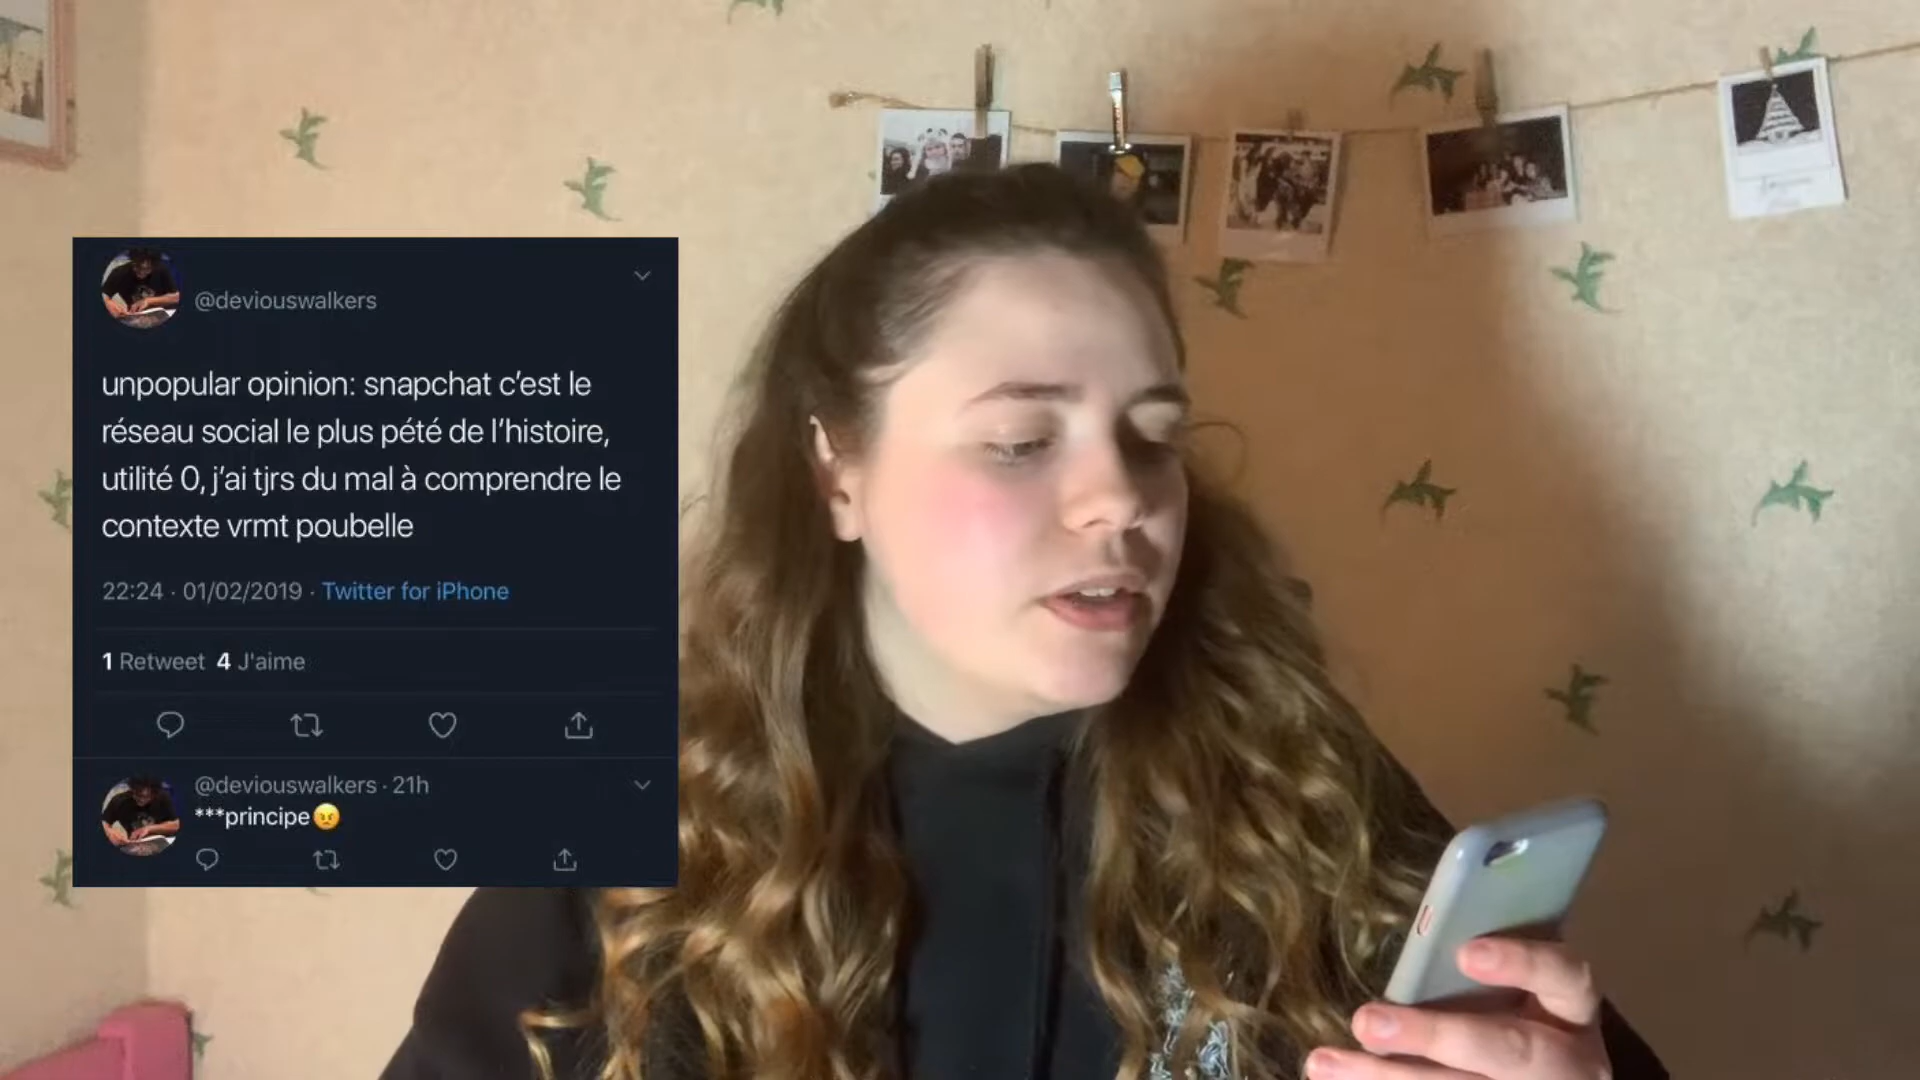 @deviouswalkers
unpopular opinion: snapchat c’est le
réseau social le plus pété de l’histoire,
utilité 0, j’ai tjrs du mal à comprendre le
contexte vrmt poubelle
22:24 · 01/02/2019 · Twitter for iPhone
1 Retweet 4 J'aime
@deviouswalkers · 21h
***principe😠